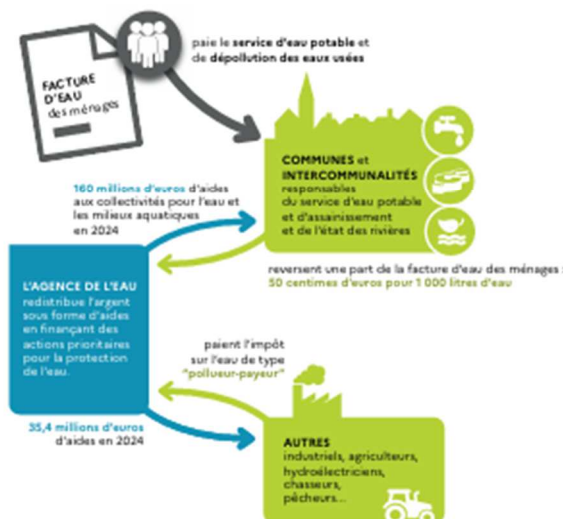 paie le service d'eau potable et
de dépollution des eaux usées
FACTURE
D'EAU
des ménages
COMMUNES et
INTERCOMMUNALITÉS
responsables
du service d'eau potable
et d'assainissement
et de l'état des rivières
160 millions d'euros d'aides
aux collectivités pour l'eau et
les milieux aquatiques
en 2024
reversent une part de la facture d'eau des ménages :
50 centimes d'euros pour 1 000 litres d'eau
L'AGENCE DE L'EAU
redistribue l'argent
sous forme d'aides
en finançant des
actions prioritaires
pour la protection
de l'eau.
paient l'impôt
sur l'eau de type
"pollueur-payeur"
35,4 millions d'euros
d'aides en 2024
AUTRES
industriels, agriculteurs,
hydroélectriciens,
chasseurs,
pêcheurs...